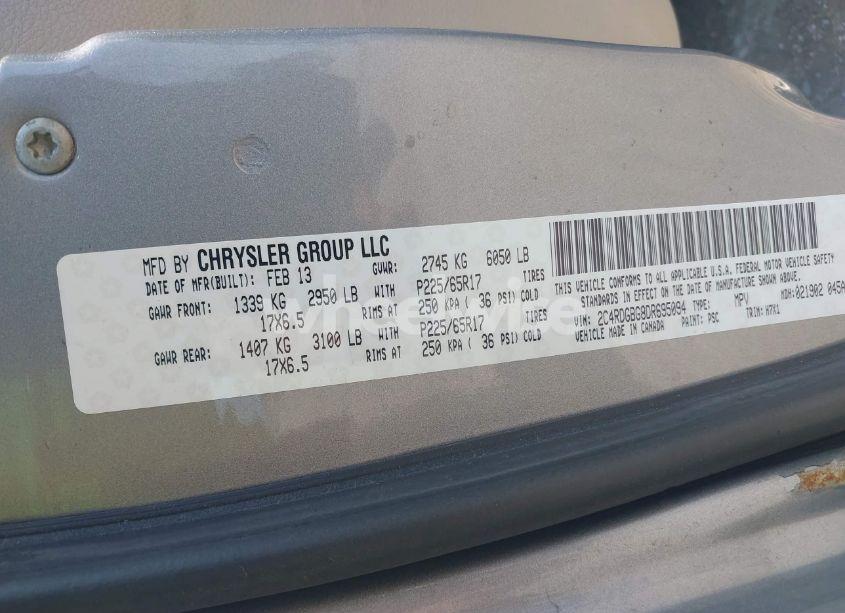 MFD BY CHRYSLER GROUP LLC
DATE OF MFR(BUILT): FEB 13 GVWR: 2745 KG 6050 LB
GAWR FRONT: 1339 KG 2950 LB WITH P225/65R17 TIRES
17X6.5 RIMS AT 250 KPA ( 36 PSI) COLD
GAWR REAR: 1407 KG 3100 LB WITH P225/65R17 TIRES
17X6.5 RIMS AT 250 KPA ( 36 PSI) COLD
THIS VEHICLE CONFORMS TO ALL APPLICABLE U.S.A. FEDERAL MOTOR VEHICLE SAFETY
STANDARDS IN EFFECT ON THE DATE OF MANUFACTURE SHOWN ABOVE.
VIN: 2C4RDGBG8DR695094 TYPE: MPV MDH:021902 045A
VEHICLE MADE IN CANADA PAINT: PSC TRIM: H7X1